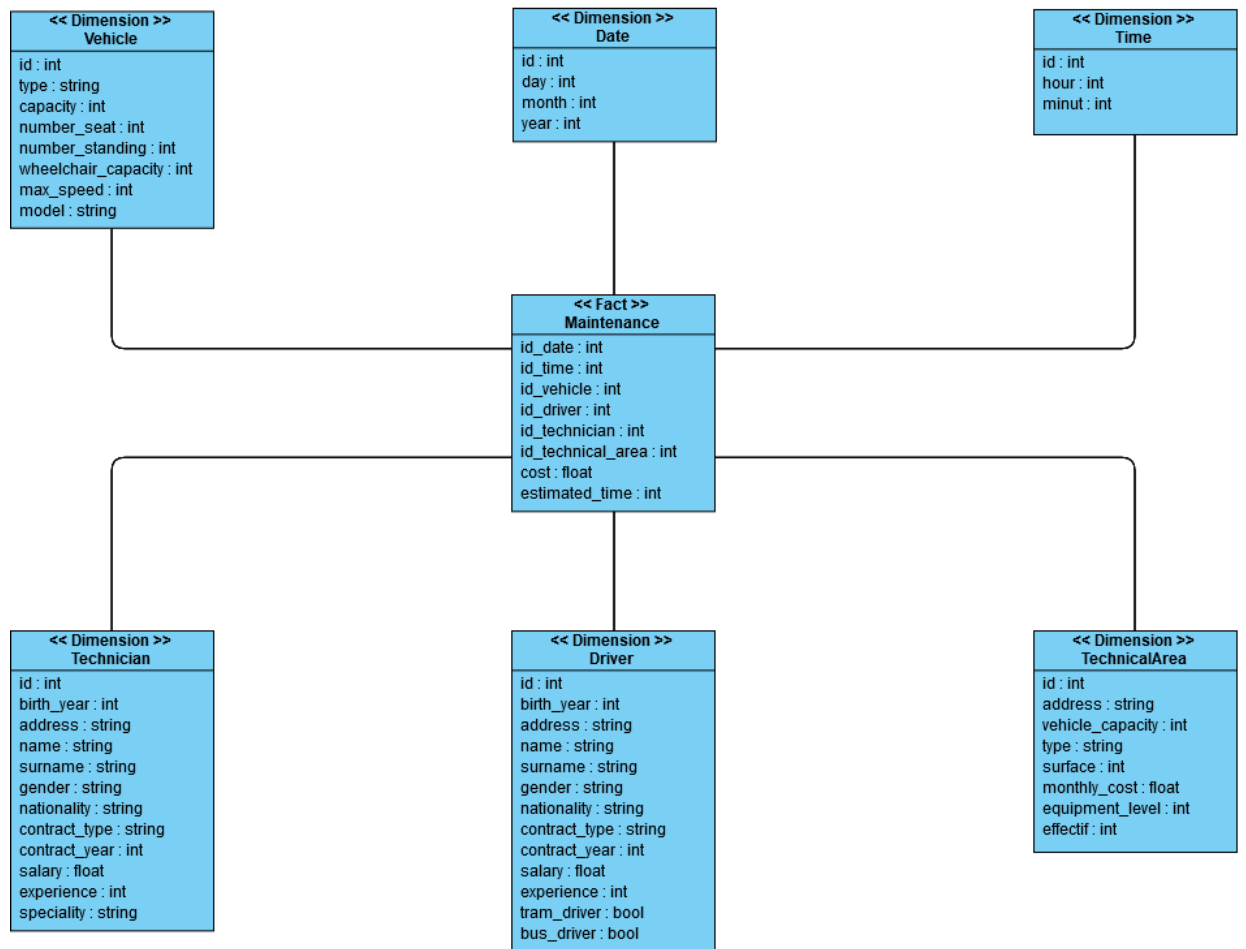 << Dimension >>
Vehicle
id : int
type : string
capacity : int
number_seat : int
number_standing : int
wheelchair_capacity : int
max_speed : int
model : string
<< Dimension >>
Date
id : int
day : int
month : int
year : int
<< Dimension >>
Time
id : int
hour : int
minut : int
<< Fact >>
Maintenance
id_date : int
id_time : int
id_vehicle : int
id_driver : int
id_technician : int
id_technical_area : int
cost : float
estimated_time : int
<< Dimension >>
Technician
id : int
birth_year : int
address : string
name : string
surname : string
gender : string
nationality : string
contract_type : string
contract_year : int
salary : float
experience : int
speciality : string
<< Dimension >>
Driver
id : int
birth_year : int
address : string
name : string
surname : string
gender : string
nationality : string
contract_type : string
contract_year : int
salary : float
experience : int
tram_driver : bool
bus_driver : bool
<< Dimension >>
TechnicalArea
id : int
address : string
vehicle_capacity : int
type : string
surface : int
monthly_cost : float
equipment_level : int
effectif : int